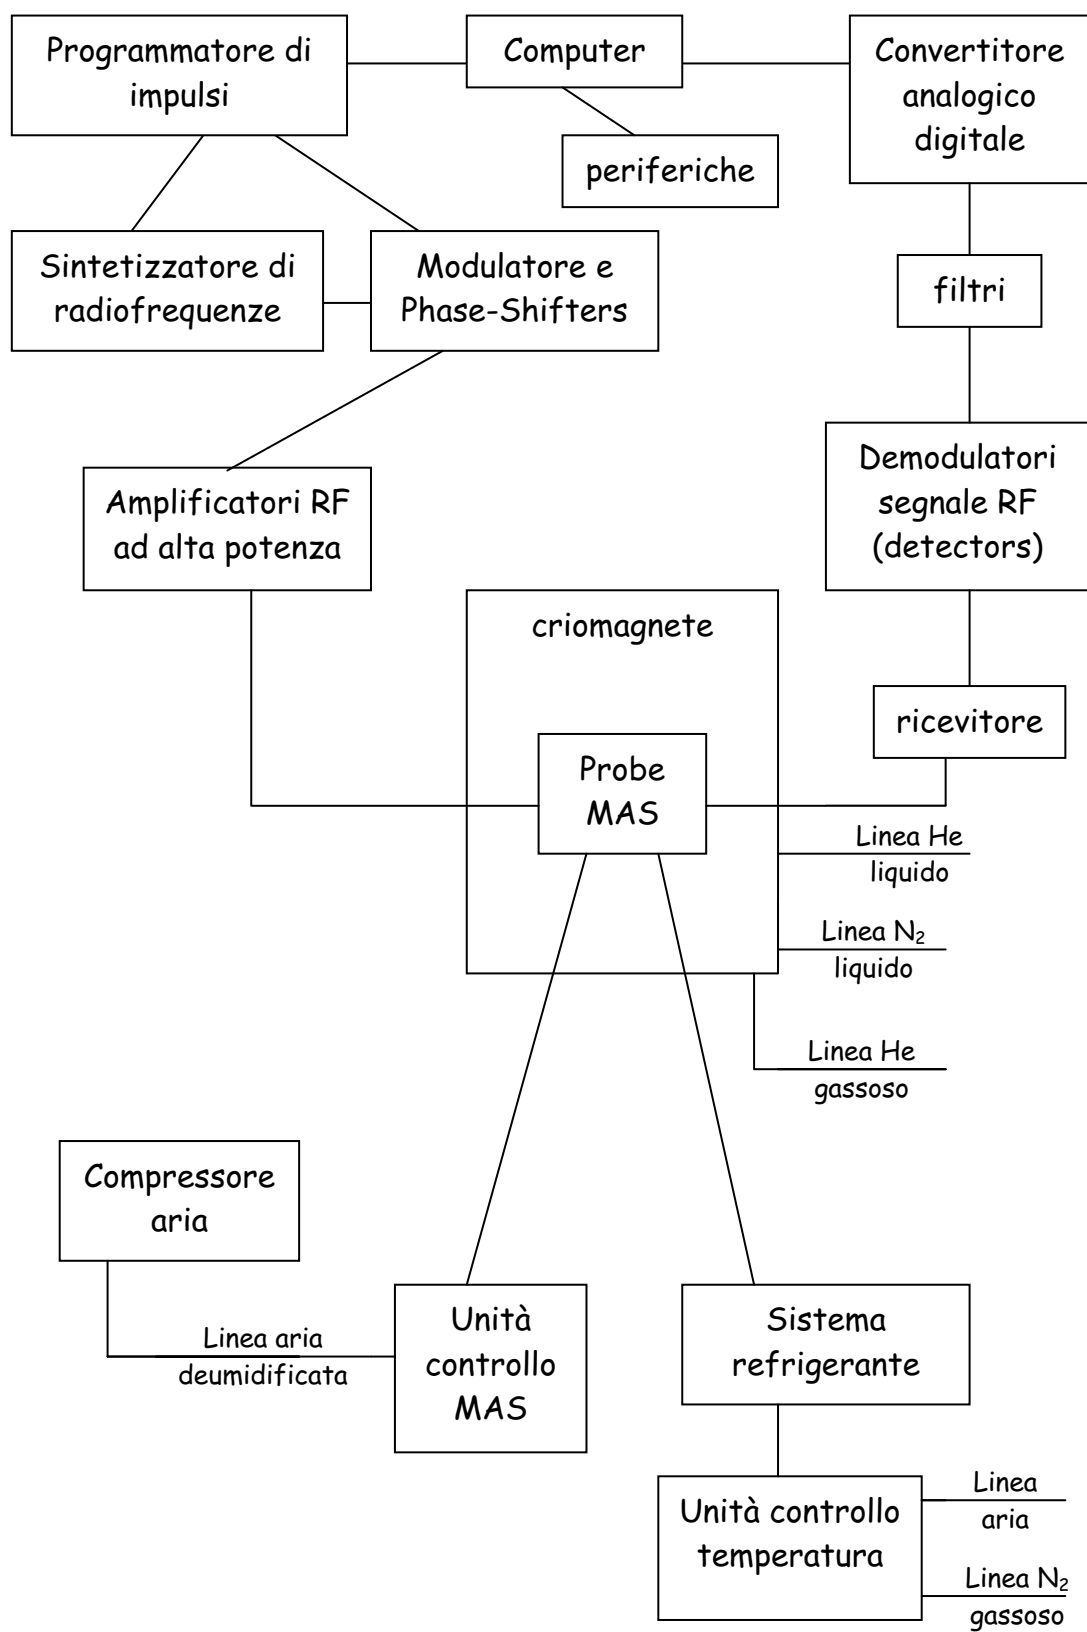 Programmatore di
impulsi
Computer
Convertitore
analogico
digitale
periferiche
Sintetizzatore di
radiofrequenze
Modulatore e
Phase-Shifters
filtri
Amplificatori RF
ad alta potenza
Demodulatori
segnale RF
(detectors)
criomagnete
ricevitore
Probe
MAS
Linea He
liquido
Linea N₂
liquido
Linea He
gassoso
Compressore
aria
Linea aria
deumidificata
Unità
controllo
MAS
Sistema
refrigerante
Unità controllo
temperatura
Linea
aria
Linea N₂
gassoso